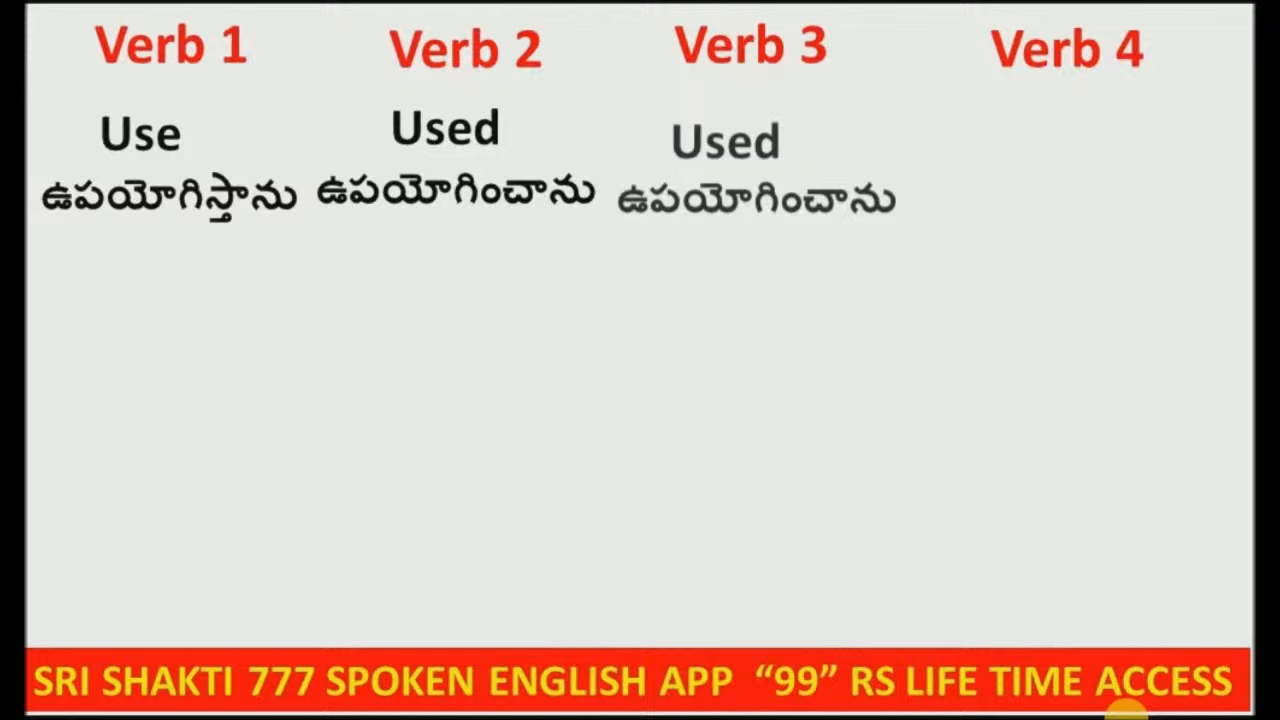 Verb 1 Verb 2 Verb 3 Verb 4
Use Used Used
ఉపయోగిస్తాను ఉపయోగించాను ఉపయోగించాను
SRI SHAKTI 777 SPOKEN ENGLISH APP “99” RS LIFE TIME ACCESS